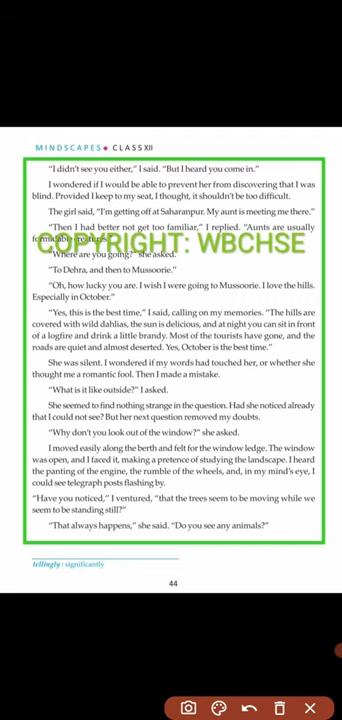 MINDSCAPES◆ CLASS XII
"I didn't see you either," I said. "But I heard you come in."
I wondered if I would be able to prevent her from discovering that I was
blind. Provided I keep to my seat, I thought, it shouldn't be too difficult.
The girl said, "I'm getting off at Saharanpur. My aunt is meeting me there."
"Then I had better not get too familiar," I replied. "Aunts are usually
formidable creatures."
COPYRIGHT: WBCHSE
"Where are you going?" she asked.
"To Dehra, and then to Mussoorie."
"Oh, how lucky you are. I wish I were going to Mussoorie. I love the hills.
Especially in October."
"Yes, this is the best time," I said, calling on my memories. "The hills are
covered with wild dahlias, the sun is delicious, and at night you can sit in front
of a logfire and drink a little brandy. Most of the tourists have gone, and the
roads are quiet and almost deserted. Yes, October is the best time."
She was silent. I wondered if my words had touched her, or whether she
thought me a romantic fool. Then I made a mistake.
"What is it like outside?" I asked.
She seemed to find nothing strange in the question. Had she noticed already
that I could not see? But her next question removed my doubts.
"Why don't you look out of the window?" she asked.
I moved easily along the berth and felt for the window ledge. The window
was open, and I faced it, making a pretence of studying the landscape. I heard
the panting of the engine, the rumble of the wheels, and, in my mind's eye, I
could see telegraph posts flashing by.
"Have you noticed," I ventured, "that the trees seem to be moving while we
seem to be standing still?"
"That always happens," she said. "Do you see any animals?"
tellingly : significantly
44